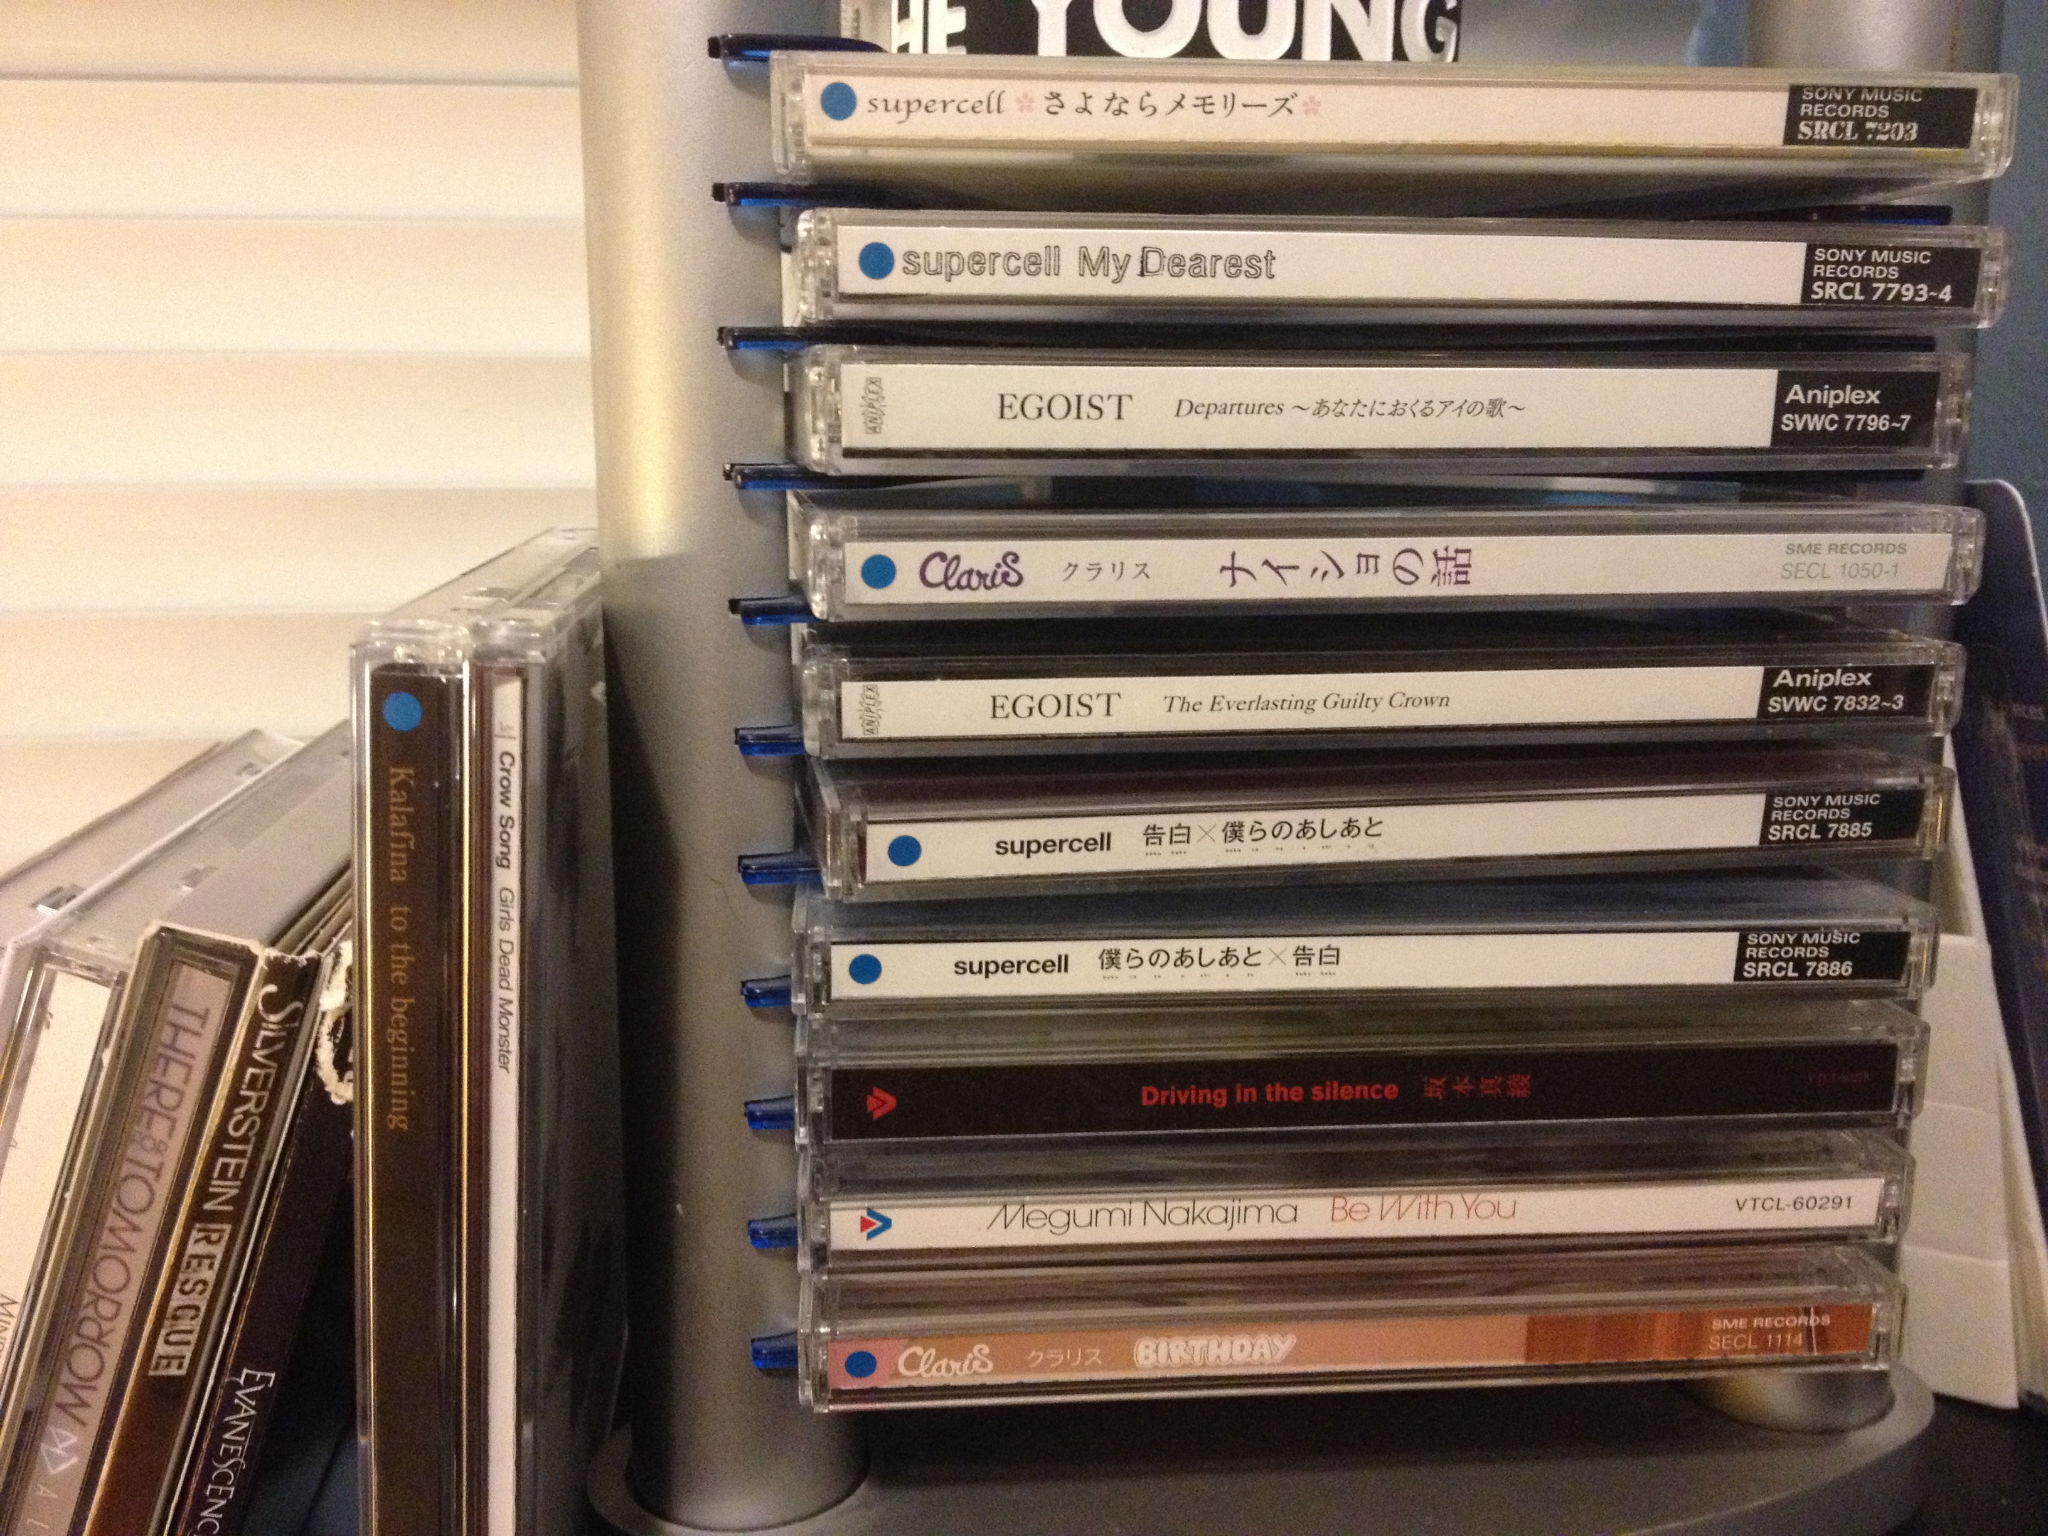 HE YOUNG
supercell さよならメモリーズ
SONY MUSIC
RECORDS
SRCL 7203
supercell My Dearest
SONY MUSIC
RECORDS
SRCL 7793~4
ANIPLEX
EGOIST Departures ～あなたにおくるアイの歌～
Aniplex
SVWC 7796~7
ClariS クラリス ナイショの話
SME RECORDS
SECL 1050-1
ANIPLEX
EGOIST The Everlasting Guilty Crown
Aniplex
SVWC 7832~3
supercell 告白×僕らのあしあと
SONY MUSIC
RECORDS
SRCL 7885
supercell 僕らのあしあと×告白
SONY MUSIC
RECORDS
SRCL 7886
Driving in the silence 坂本真綾
Megumi Nakajima Be With You
VTCL-60291
ClariS クラリス BIRTHDAY
SME RECORDS
SECL 1114
THERE IS TOMORROW
SILVERSTEIN RESCUE
EVANESCENC
Kalafina to the beginning
Crow Song Girls Dead Monster